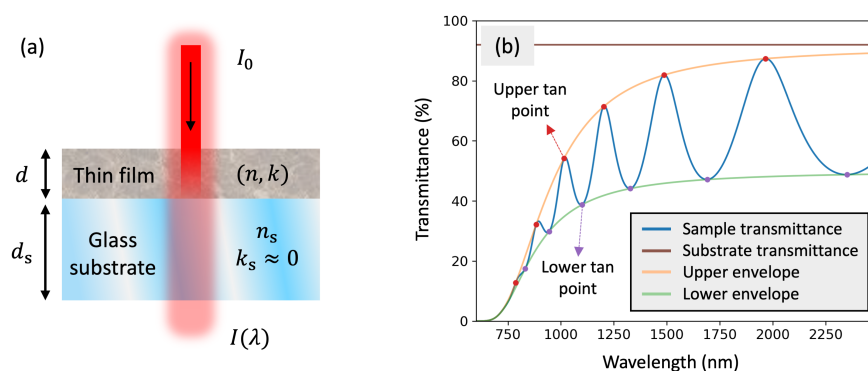 (a)
I₀
d
Thin film
(n, k)
dₛ
Glass
substrate
nₛ
kₛ ≈ 0
I(λ)
(b)
100
80
60
40
20
0
Transmittance (%)
Upper tan
point
Lower tan
point
Sample transmittance
Substrate transmittance
Upper envelope
Lower envelope
750 1000 1250 1500 1750 2000 2250
Wavelength (nm)